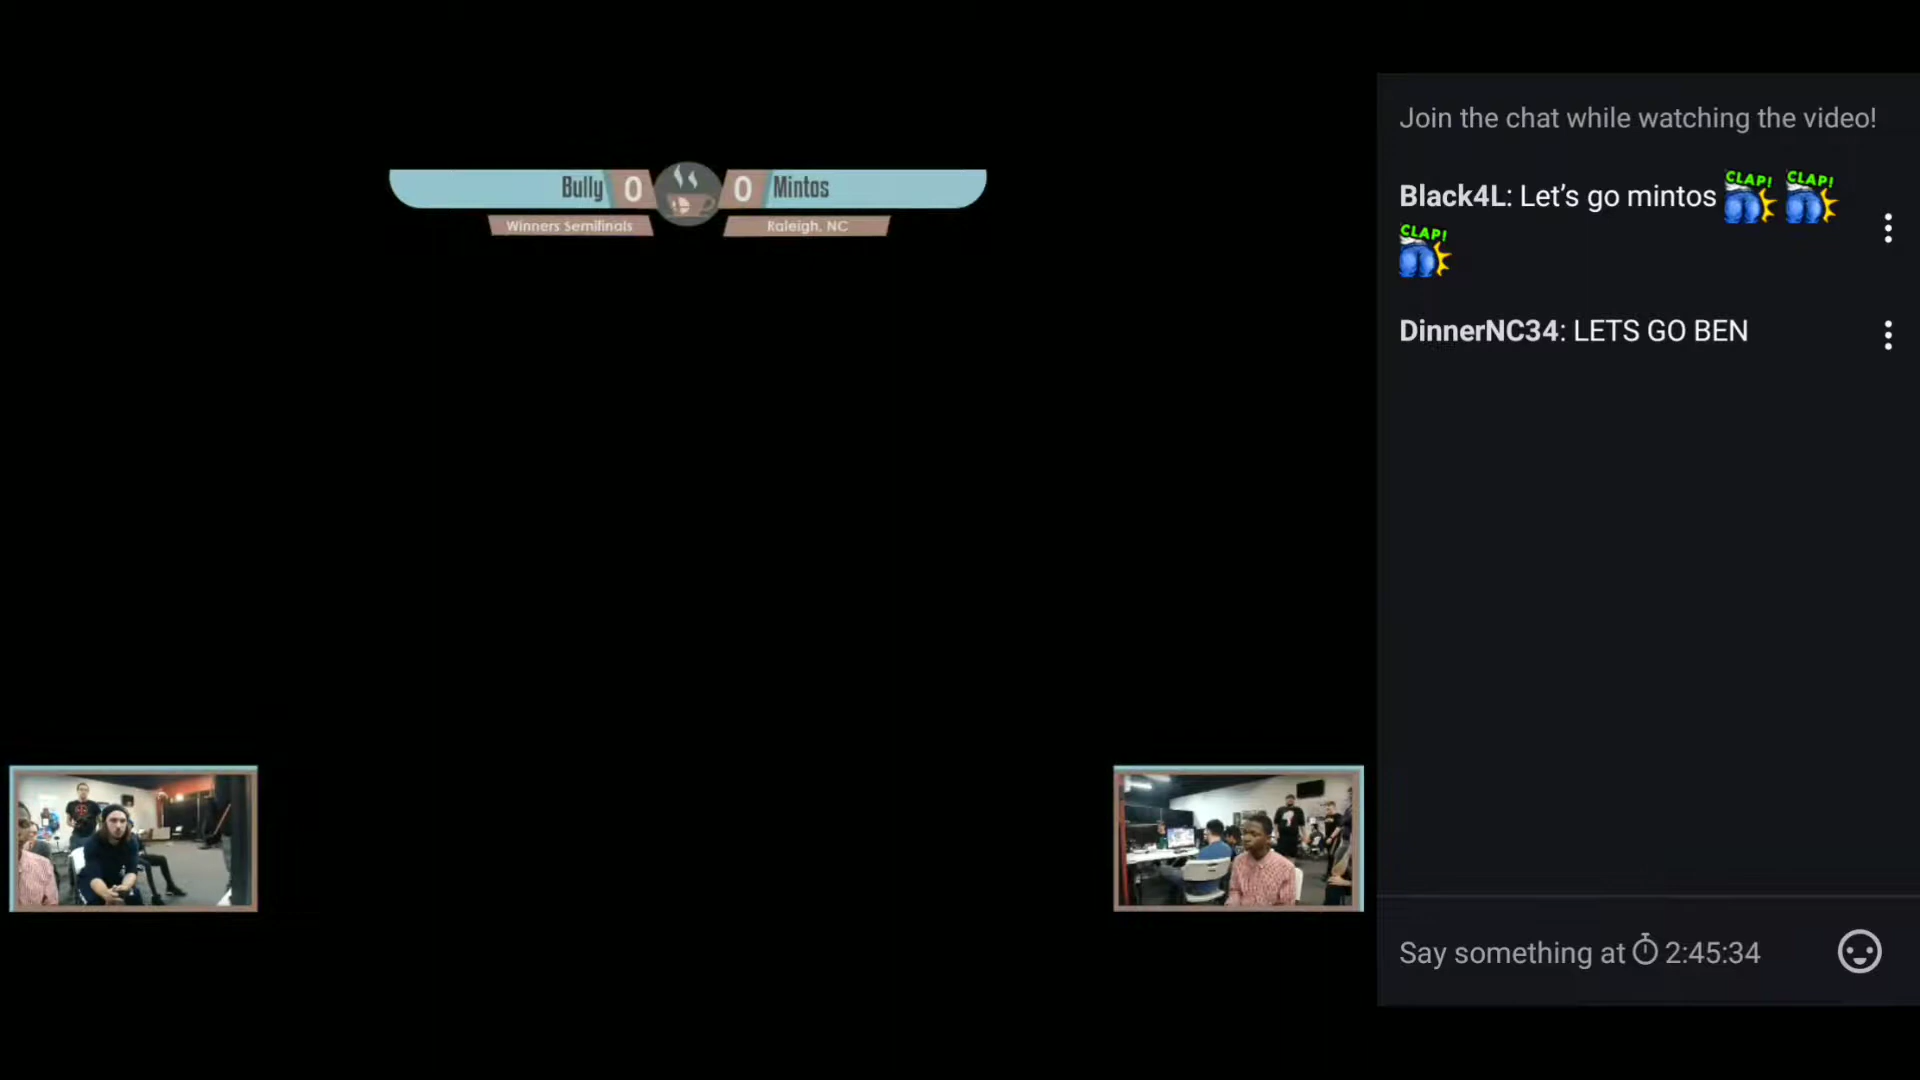 Bully 0 0 Mintos
Winners Semifinals
Raleigh, NC
Join the chat while watching the video!
Black4L: Let’s go mintos CLAP! CLAP!
CLAP!
DinnerNC34: LETS GO BEN
Say something at 2:45:34